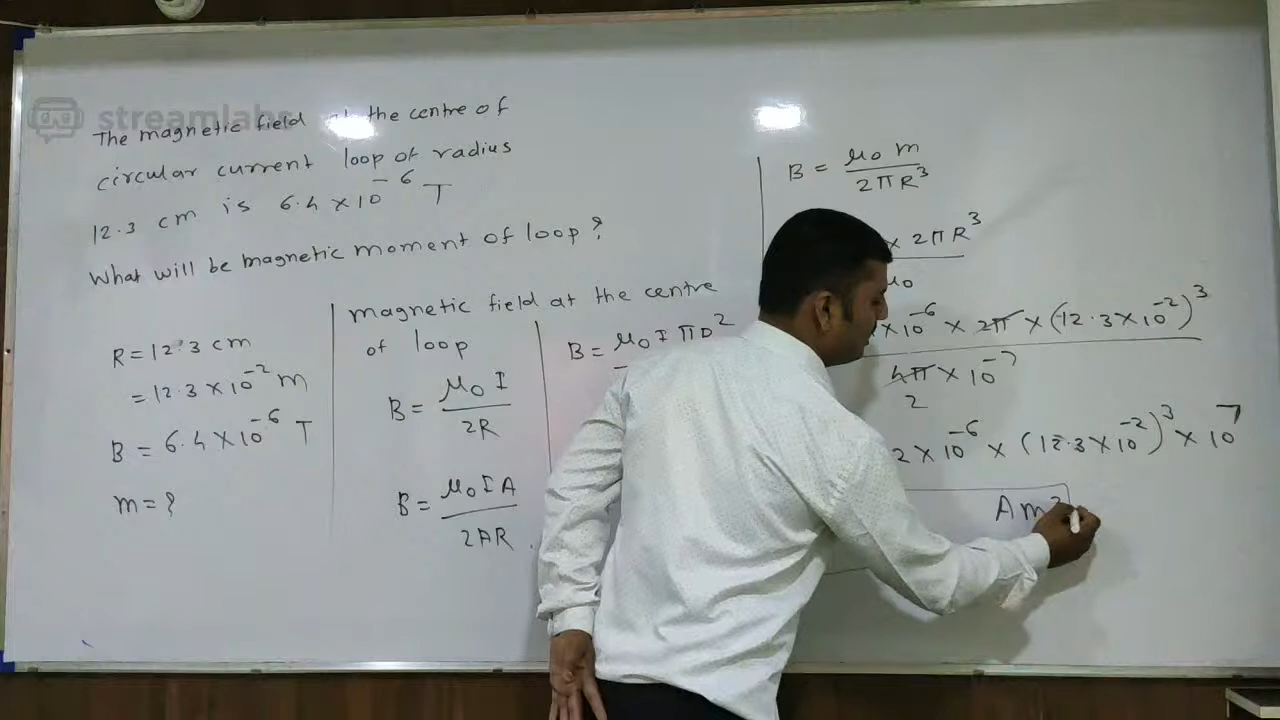 streamlabs
The magnetic field at the centre of
circular current loop of radius
12.3 cm is 6.4 × 10⁻⁶ T
What will be magnetic moment of loop ?
R = 12.3 cm
= 12.3 × 10⁻² m
B = 6.4 × 10⁻⁶ T
m = ?
magnetic field at the centre
of loop
B = μ₀ I / 2R
B = μ₀ I A / 2AR
B = μ₀ I π D²
B = μ₀ m / 2πR³
× 2πR³
μ₀
× 10⁻⁶ × 2π × (12.3 × 10⁻²)³
4π × 10⁻⁷
2
2 × 10⁻⁶ × (12.3 × 10⁻²)³ × 10⁷
Am²